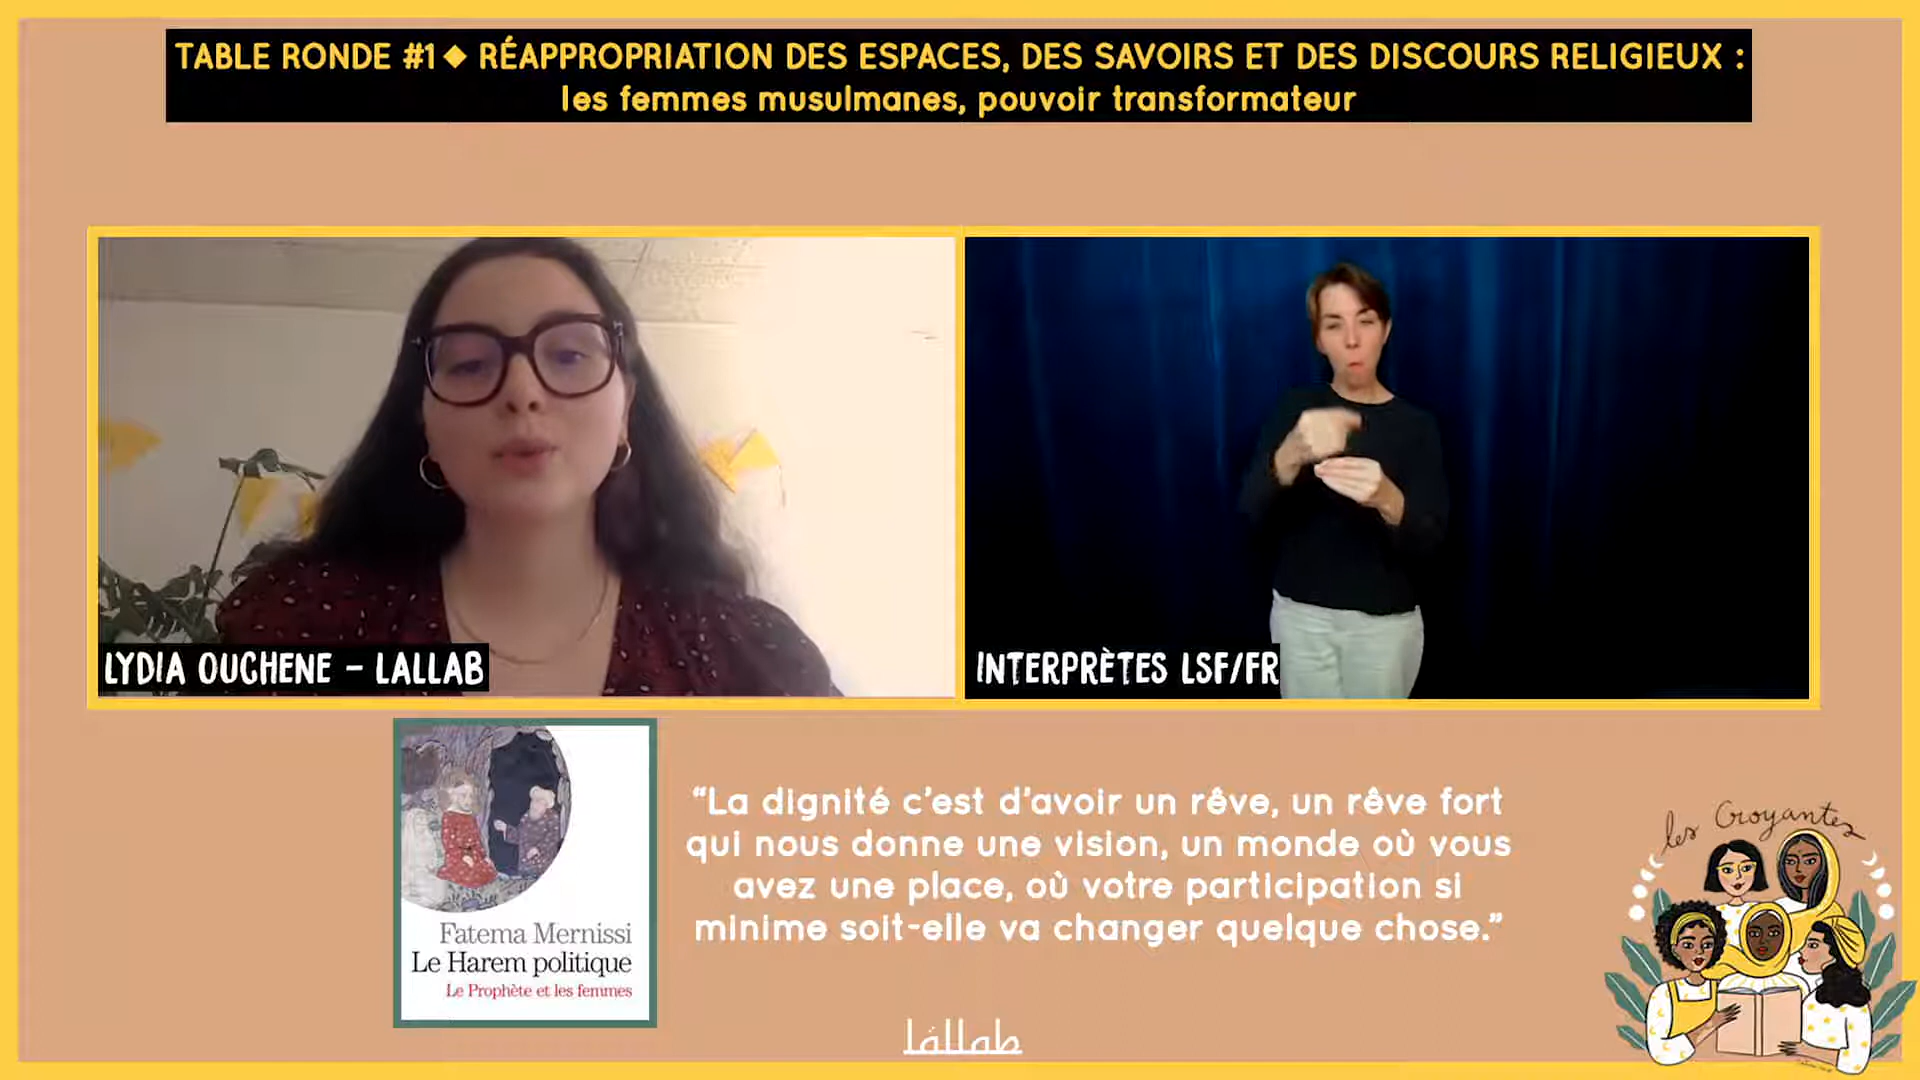 TABLE RONDE #1◆ RÉAPPROPRIATION DES ESPACES, DES SAVOIRS ET DES DISCOURS RELIGIEUX :
les femmes musulmanes, pouvoir transformateur
LYDIA OUCHENE – LALLAB
INTERPRÈTES LSF/FR
Fatema Mernissi
Le Harem politique
Le Prophète et les femmes
“La dignité c’est d’avoir un rêve, un rêve fort
qui nous donne une vision, un monde où vous
avez une place, où votre participation si
minime soit-elle va changer quelque chose.”
les Croyantes
lallab